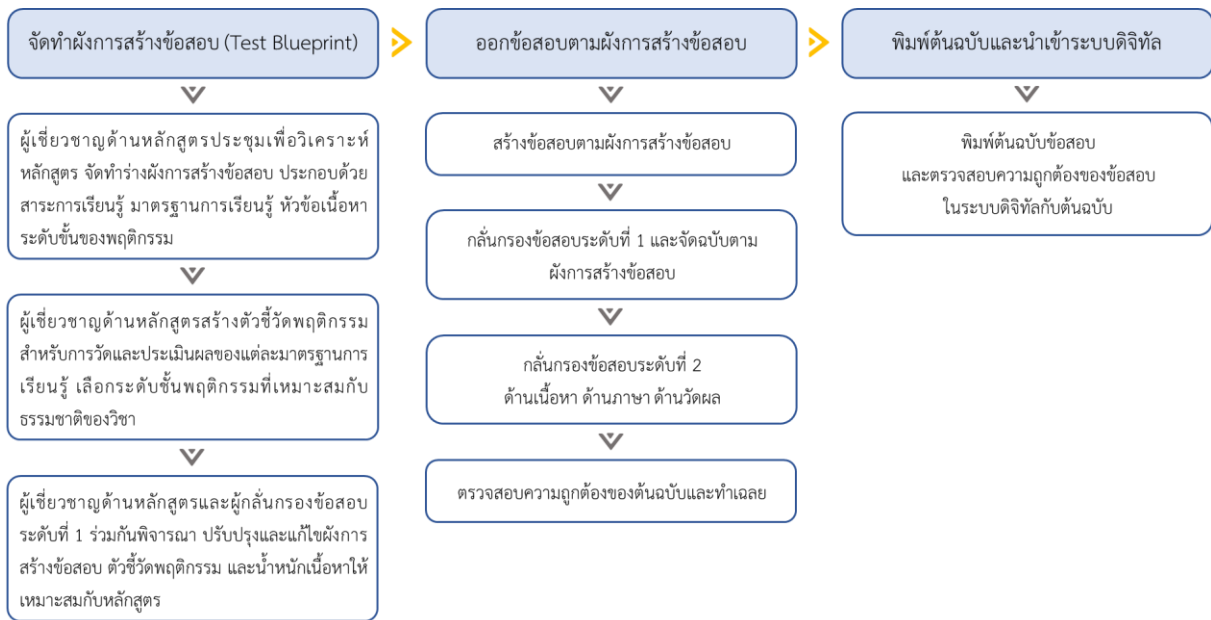 จัดทำผังการสร้างข้อสอบ (Test Blueprint)
ผู้เชี่ยวชาญด้านหลักสูตรประชุมเพื่อวิเคราะห์
หลักสูตร จัดทำร่างผังการสร้างข้อสอบ ประกอบด้วย
สาระการเรียนรู้ มาตรฐานการเรียนรู้ หัวข้อเนื้อหา
ระดับขั้นของพฤติกรรม
ผู้เชี่ยวชาญด้านหลักสูตรสร้างตัวชี้วัดพฤติกรรม
สำหรับการวัดและประเมินผลของแต่ละมาตรฐานการ
เรียนรู้ เลือกระดับชั้นพฤติกรรมที่เหมาะสมกับ
ธรรมชาติของวิชา
ผู้เชี่ยวชาญด้านหลักสูตรและผู้กลั่นกรองข้อสอบ
ระดับที่ 1 ร่วมกันพิจารณา ปรับปรุงและแก้ไขผังการ
สร้างข้อสอบ ตัวชี้วัดพฤติกรรม และน้ำหนักเนื้อหาให้
เหมาะสมกับหลักสูตร
ออกข้อสอบตามผังการสร้างข้อสอบ
สร้างข้อสอบตามผังการสร้างข้อสอบ
กลั่นกรองข้อสอบระดับที่ 1 และจัดฉบับตาม
ผังการสร้างข้อสอบ
กลั่นกรองข้อสอบระดับที่ 2
ด้านเนื้อหา ด้านภาษา ด้านวัดผล
ตรวจสอบความถูกต้องของต้นฉบับและทำเฉลย
พิมพ์ต้นฉบับและนำเข้าระบบดิจิทัล
พิมพ์ต้นฉบับข้อสอบ
และตรวจสอบความถูกต้องของข้อสอบ
ในระบบดิจิทัลกับต้นฉบับ